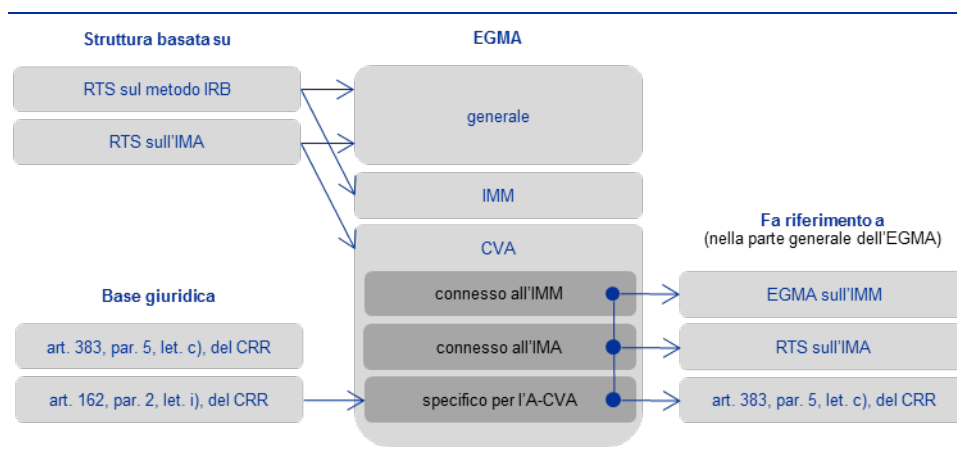 Struttura basata su
EGMA
RTS sul metodo IRB
RTS sull'IMA
generale
IMM
CVA
Fa riferimento a
(nella parte generale dell'EGMA)
Base giuridica
connesso all'IMM
EGMA sull'IMM
art. 383, par. 5, let. c), del CRR
connesso all'IMA
RTS sull'IMA
art. 162, par. 2, let. i), del CRR
specifico per l'A-CVA
art. 383, par. 5, let. c), del CRR